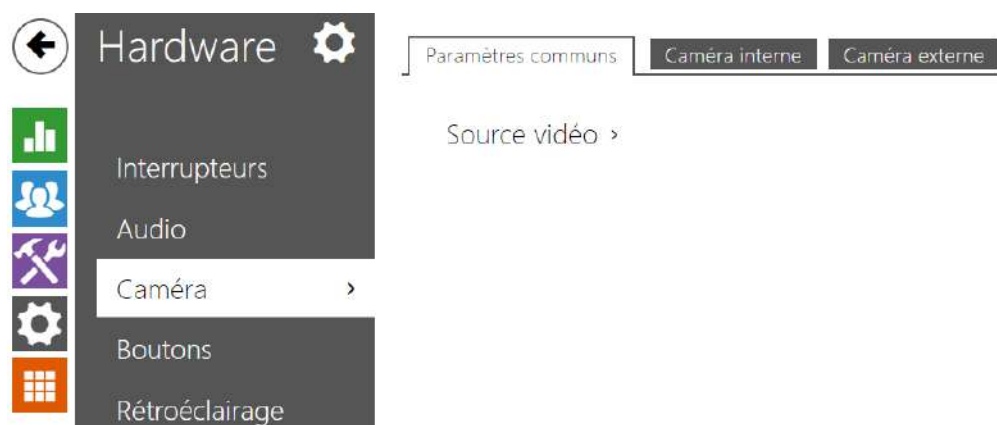 Hardware
Interrupteurs
Audio
Caméra
Boutons
Rétroéclairage
Paramètres communs
Caméra interne
Caméra externe
Source vidéo